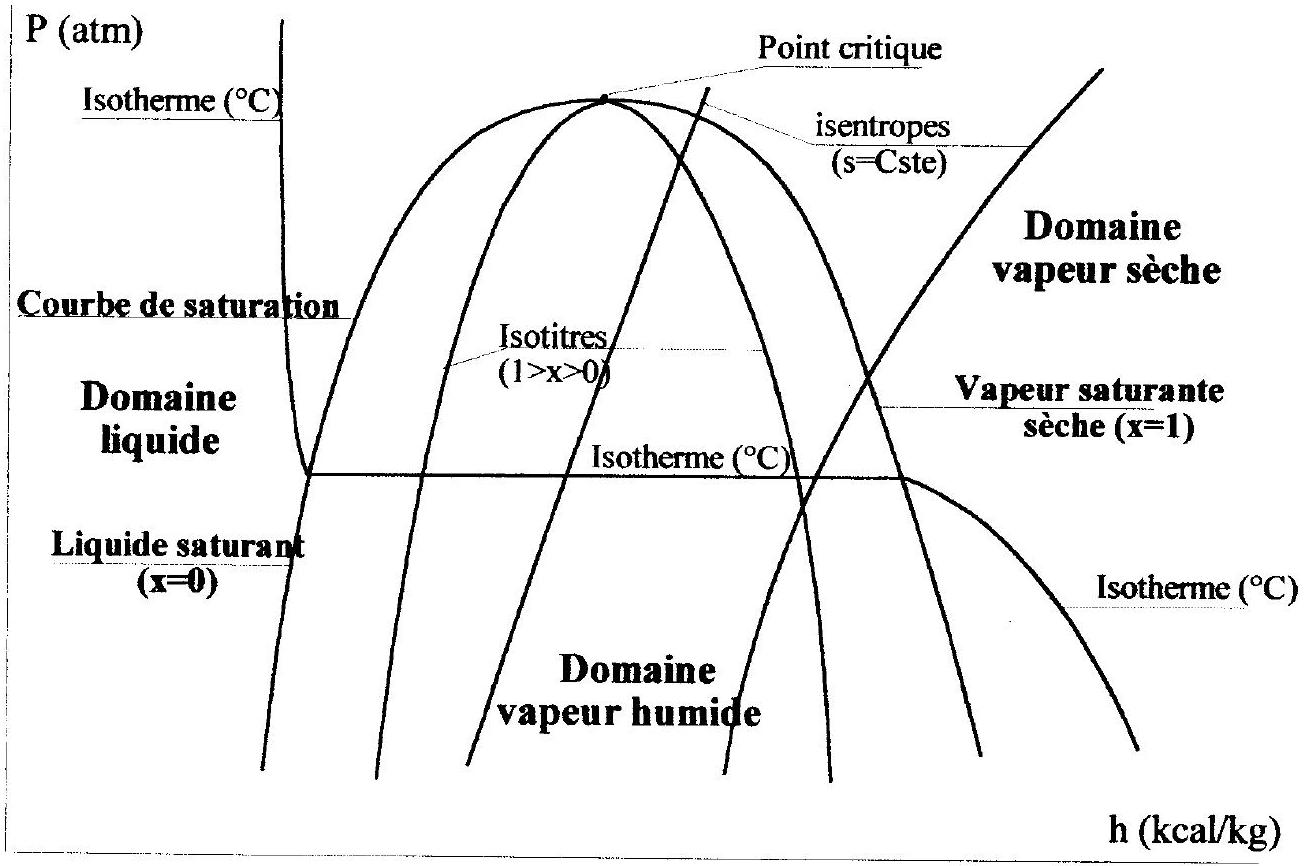 P (atm)
Point critique
Isotherme (°C)
isentropes
(s=Cste)
Domaine
vapeur sèche
Courbe de saturation
Isotitres
(1>x>0)
Domaine
liquide
Vapeur saturante
sèche (x=1)
Isotherme (°C)
Liquide saturant
(x=0)
Isotherme (°C)
Domaine
vapeur humide
h (kcal/kg)